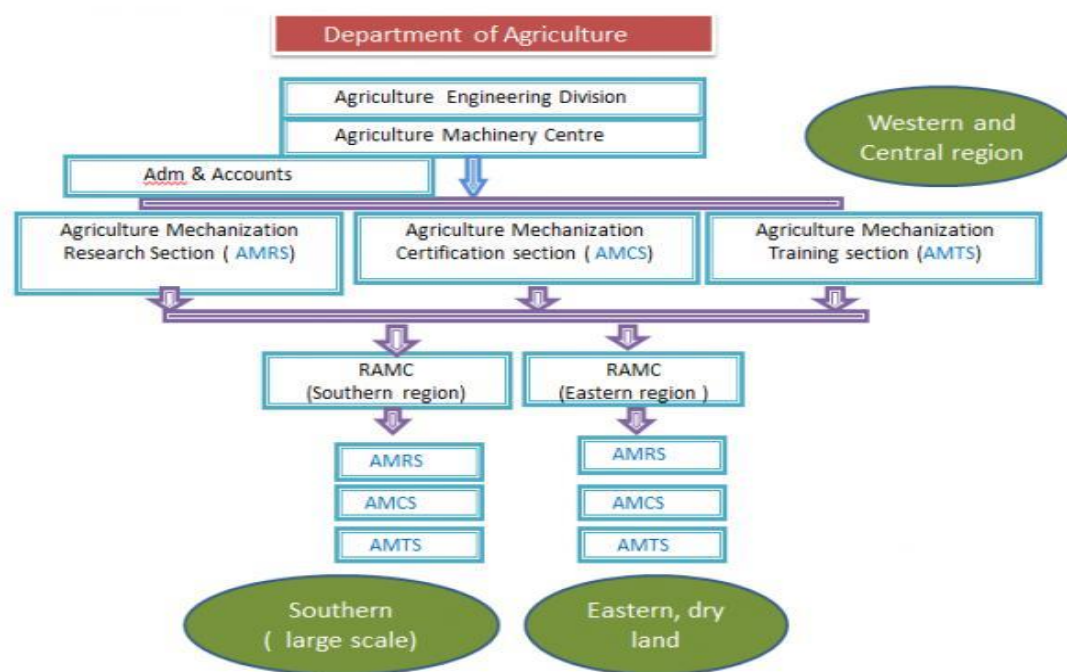 Department of Agriculture
Agriculture Engineering Division
Agriculture Machinery Centre
Western and
Central region
Adm & Accounts
Agriculture Mechanization
Research Section ( AMRS)
Agriculture Mechanization
Certification section ( AMCS)
Agriculture Mechanization
Training section (AMTS)
RAMC
(Southern region)
RAMC
(Eastern region )
AMRS
AMCS
AMTS
AMRS
AMCS
AMTS
Southern
( large scale)
Eastern, dry
land